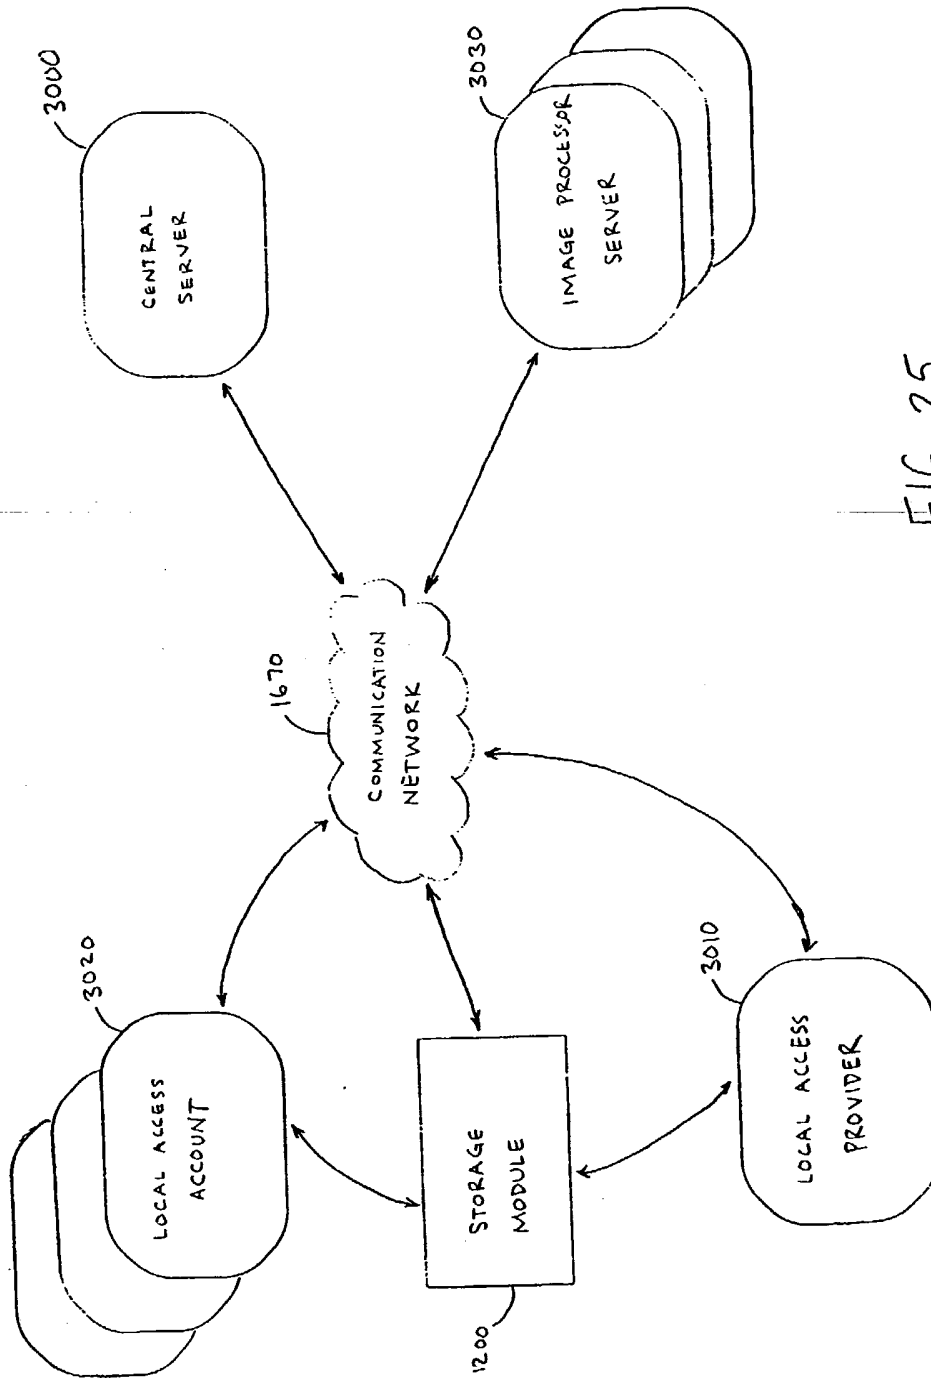 3020
LOCAL ACCESS
ACCOUNT
1670
COMMUNICATION
NETWORK
3000
CENTRAL
SERVER
1200
STORAGE
MODULE
3030
IMAGE PROCESSOR
SERVER
3010
LOCAL ACCESS
PROVIDER
FIG 25